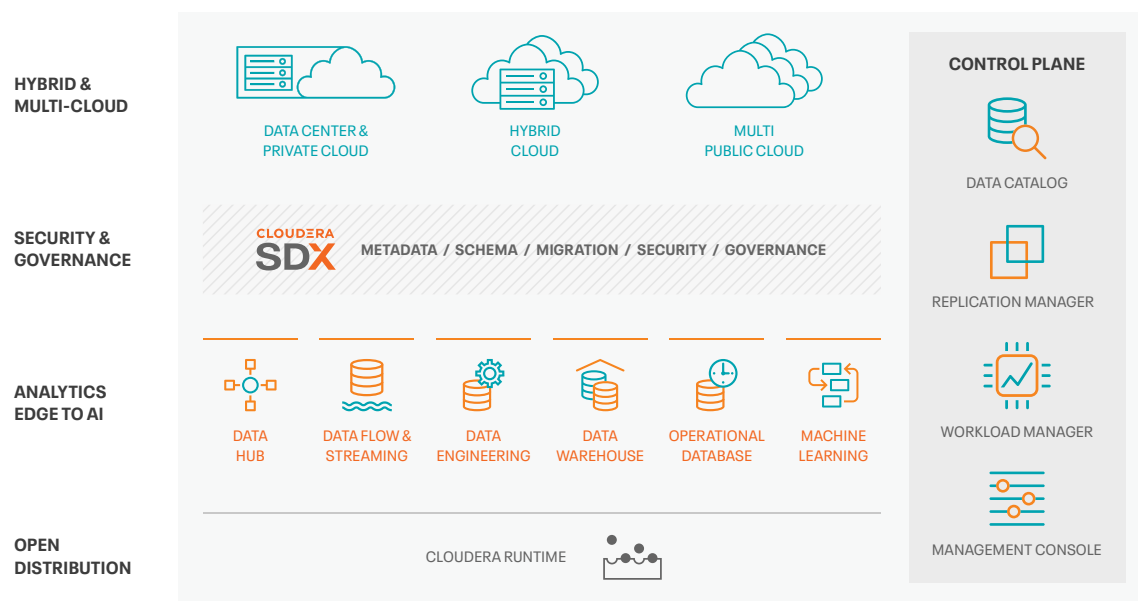 HYBRID &
MULTI-CLOUD
DATA CENTER &
PRIVATE CLOUD
HYBRID
CLOUD
MULTI
PUBLIC CLOUD
SECURITY &
GOVERNANCE
CLOUDERA
SDX
METADATA / SCHEMA / MIGRATION / SECURITY / GOVERNANCE
ANALYTICS
EDGE TO AI
DATA
HUB
DATA FLOW &
STREAMING
DATA
ENGINEERING
DATA
WAREHOUSE
OPERATIONAL
DATABASE
MACHINE
LEARNING
OPEN
DISTRIBUTION
CLOUDERA RUNTIME
CONTROL PLANE
DATA CATALOG
REPLICATION MANAGER
WORKLOAD MANAGER
MANAGEMENT CONSOLE